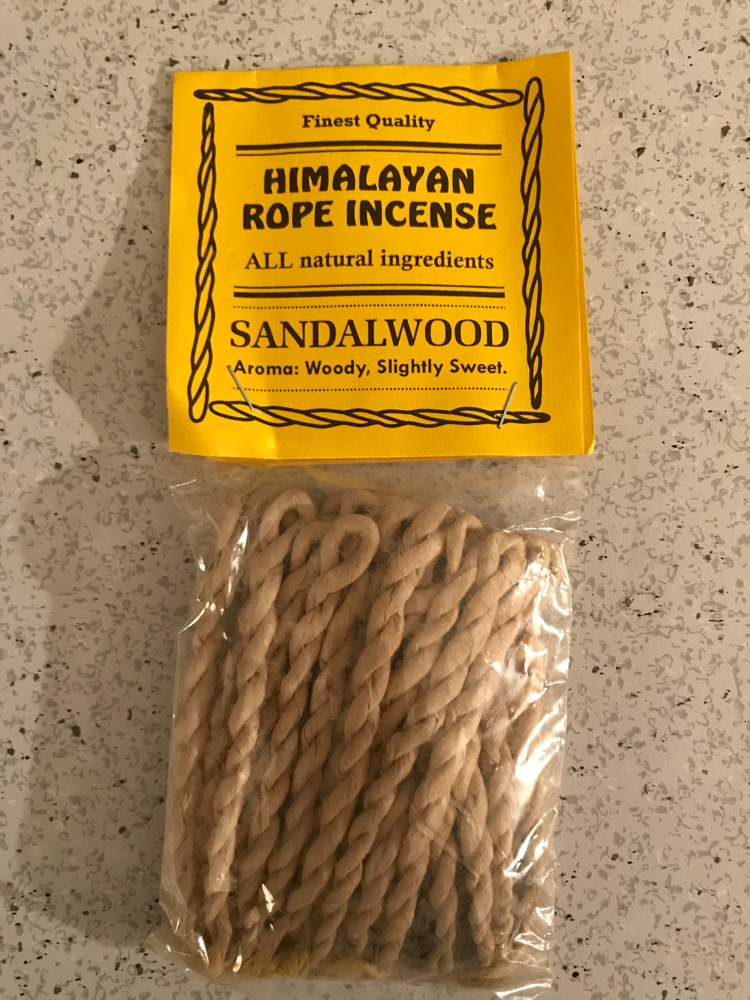 Finest Quality
HIMALAYAN
ROPE INCENSE
ALL natural ingredients
SANDALWOOD
Aroma: Woody, Slightly Sweet.